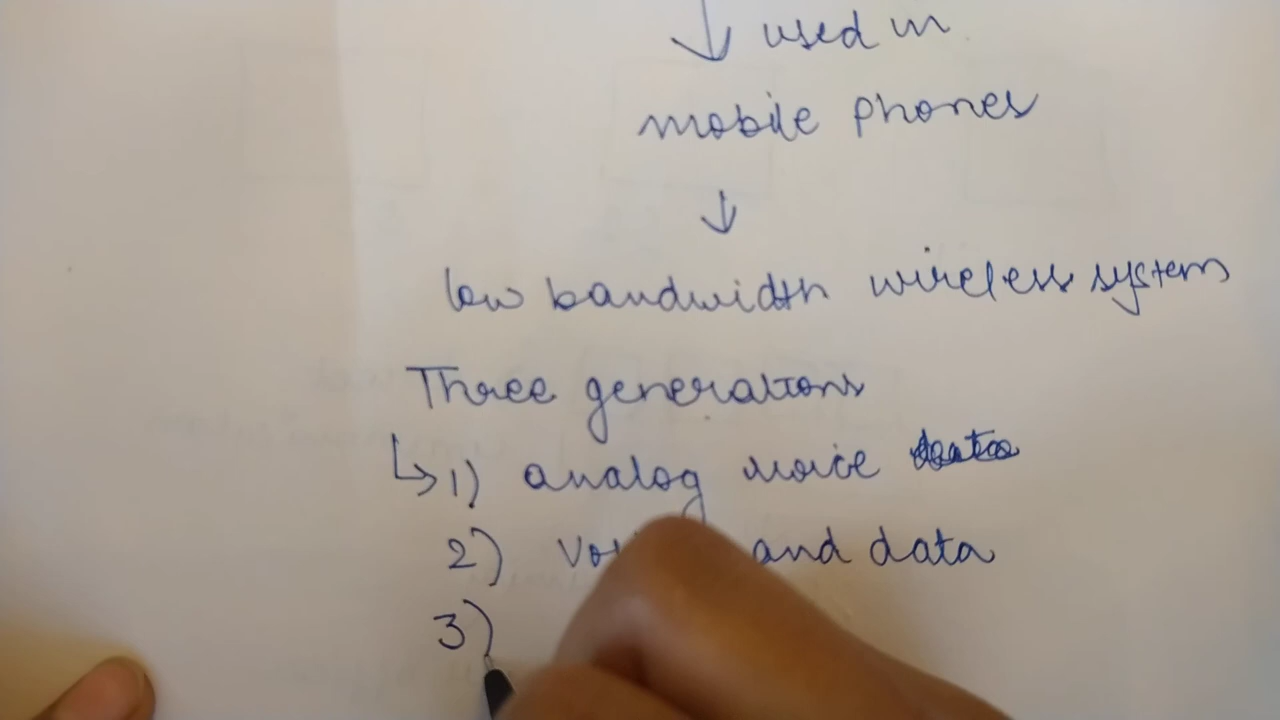 ↓ used in
mobile phones
↓
low bandwidth wireless system
Three generations
↳ 1) analog voice
2) and data
3)